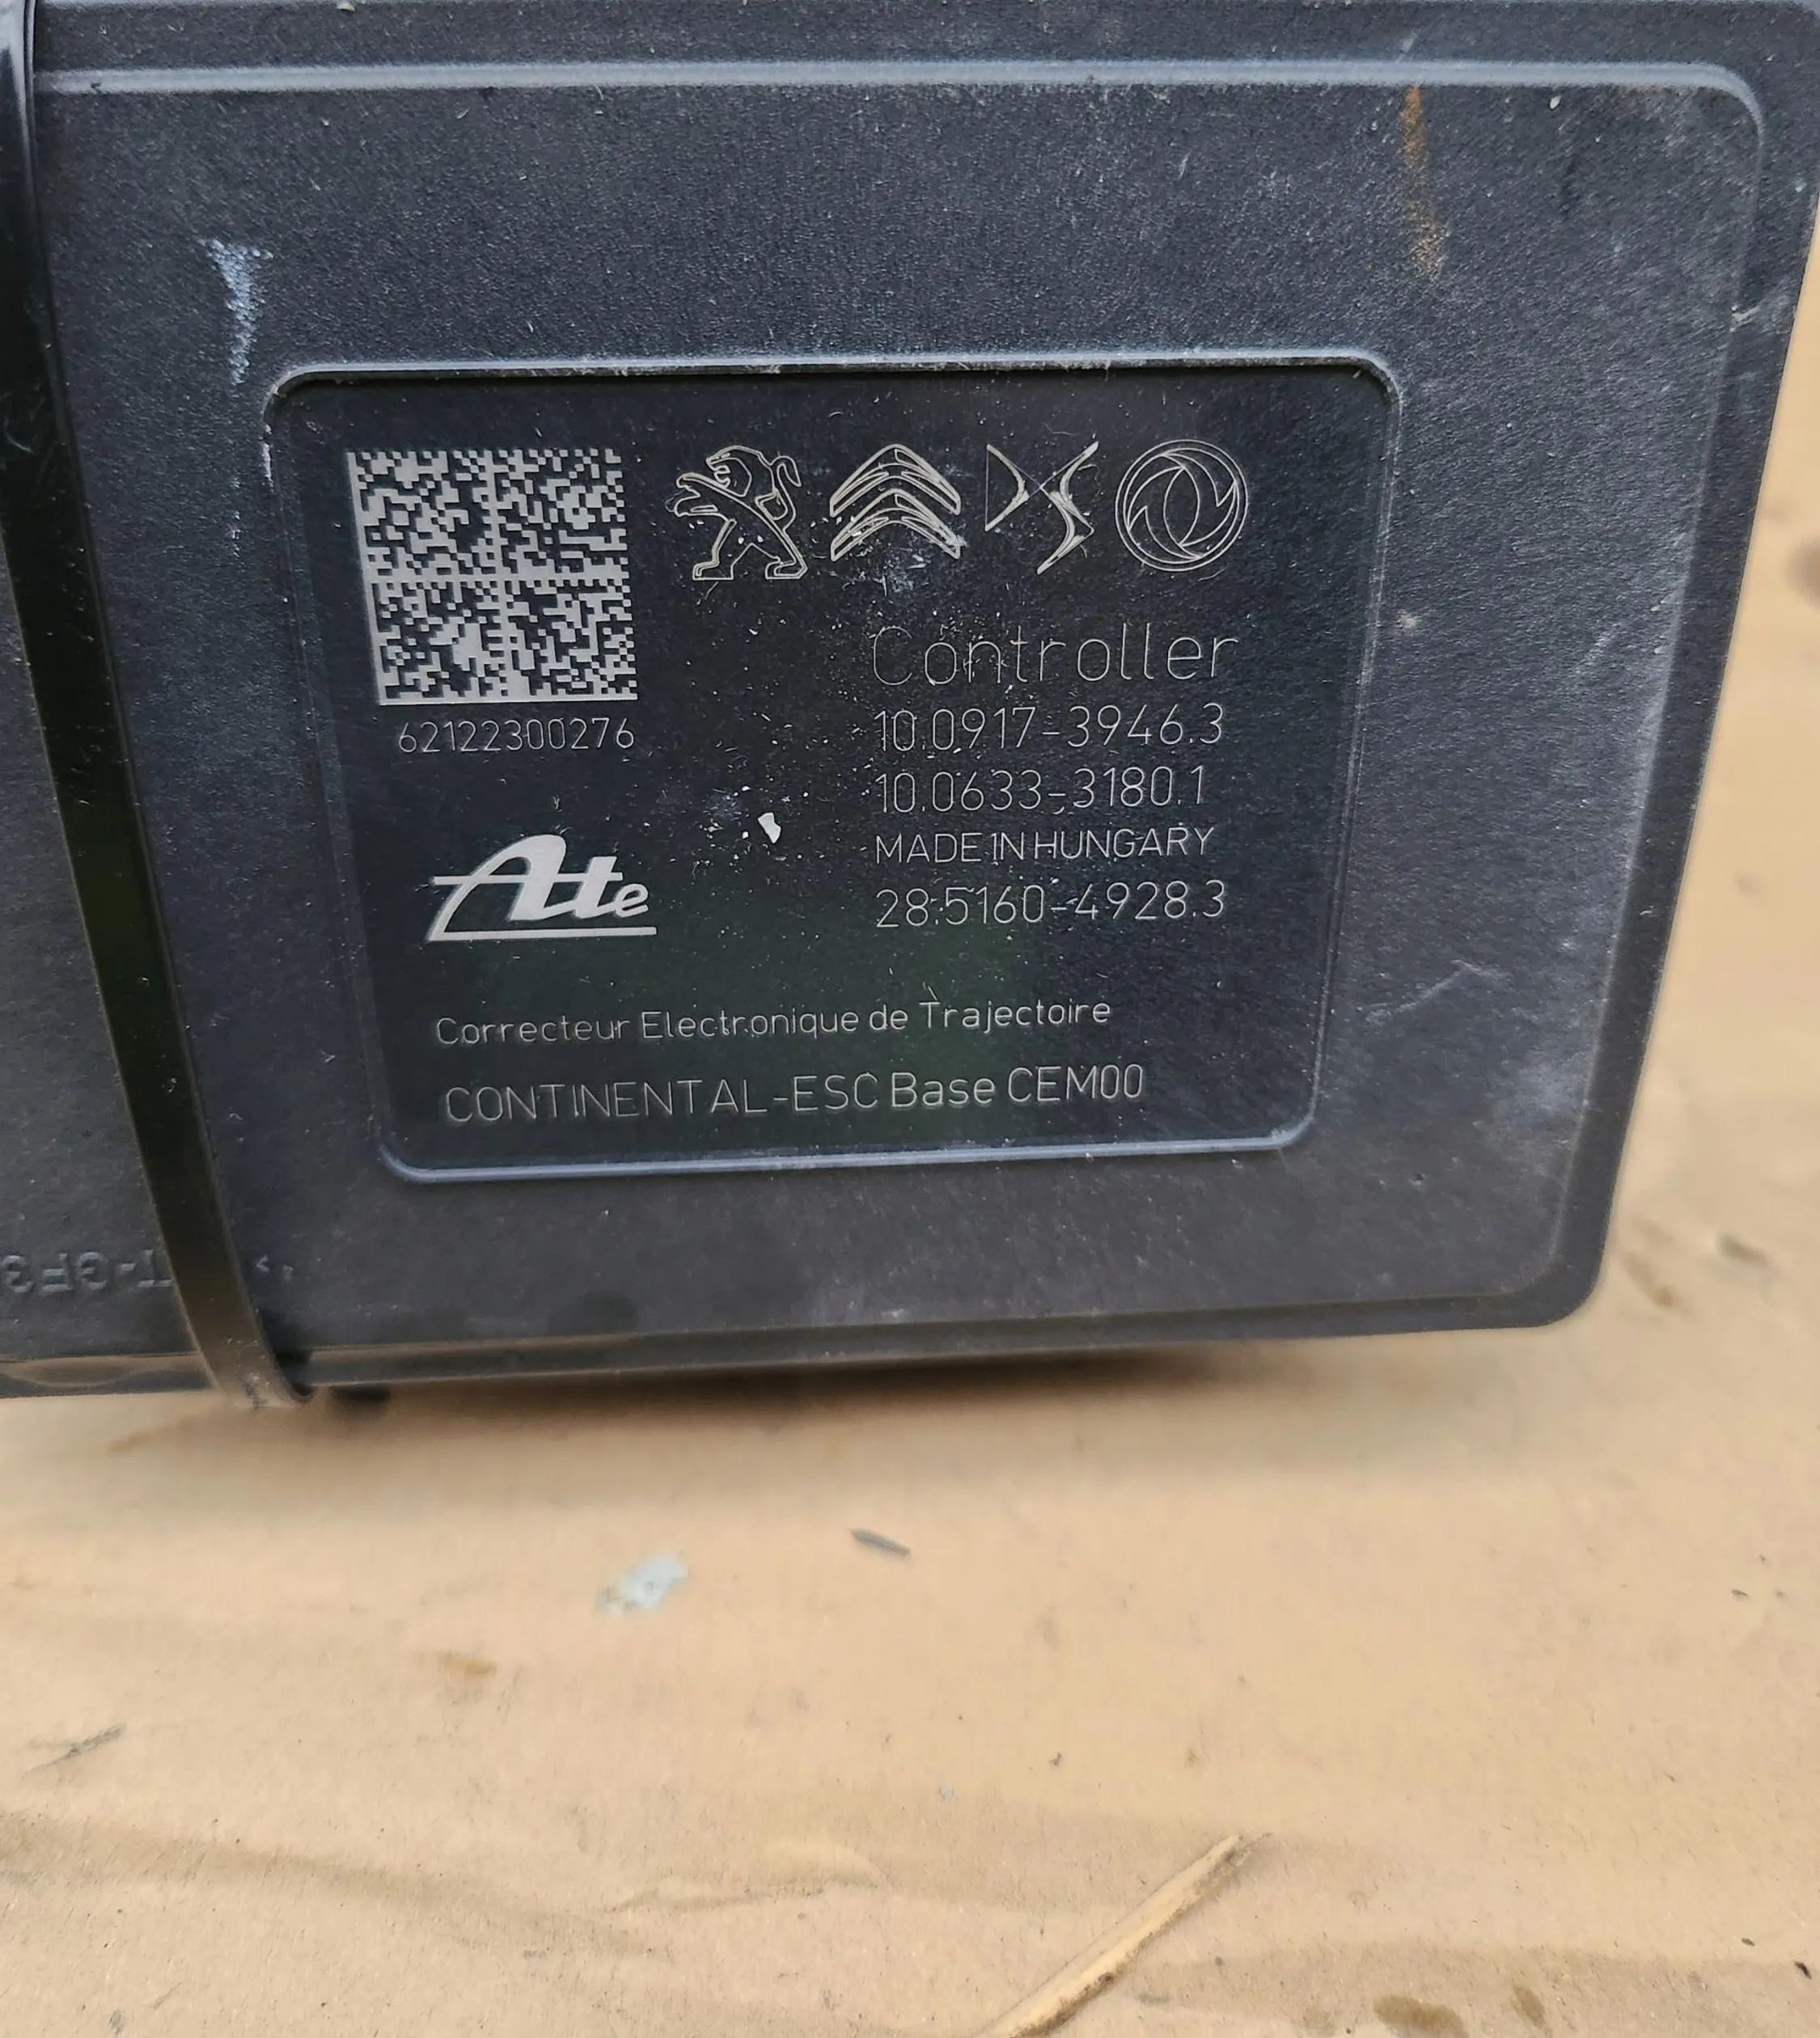 62122300276
Controller
10.0917-3946.3
10.0633-3180.1
MADE IN HUNGARY
28.5160-4928.3
Ate
Correcteur Electronique de Trajectoire
CONTINENTAL-ESC Base CEM00